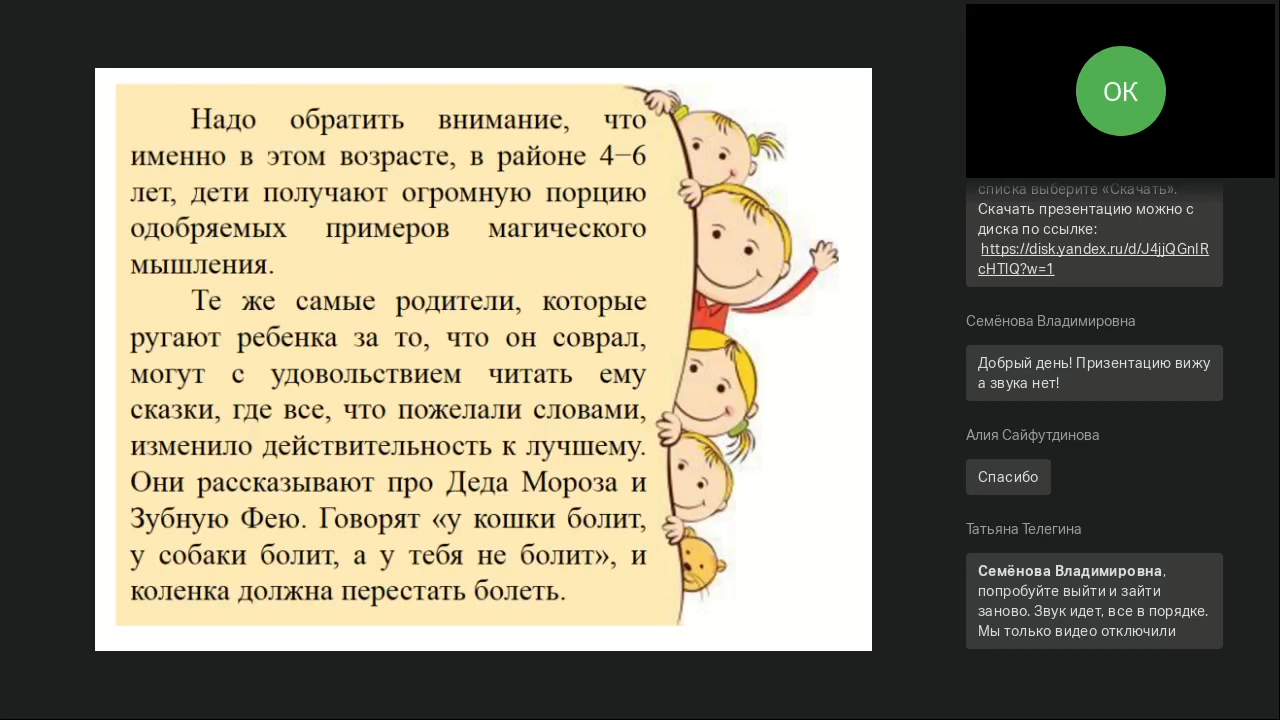 Надо обратить внимание, что
именно в этом возрасте, в районе 4−6
лет, дети получают огромную порцию
одобряемых примеров магического
мышления.
Те же самые родители, которые
ругают ребенка за то, что он соврал,
могут с удовольствием читать ему
сказки, где все, что пожелали словами,
изменило действительность к лучшему.
Они рассказывают про Деда Мороза и
Зубную Фею. Говорят «у кошки болит,
у собаки болит, а у тебя не болит», и
коленка должна перестать болеть.
ОК
списка выберите «Скачать».
Скачать презентацию можно с
диска по ссылке:
https://disk.yandex.ru/d/J4jjQGnIR
cHTlQ?w=1
Семёнова Владимировна
Добрый день! Призентацию вижу
а звука нет!
Алия Сайфутдинова
Спасибо
Татьяна Телегина
Семёнова Владимировна,
попробуйте выйти и зайти
заново. Звук идет, все в порядке.
Мы только видео отключили